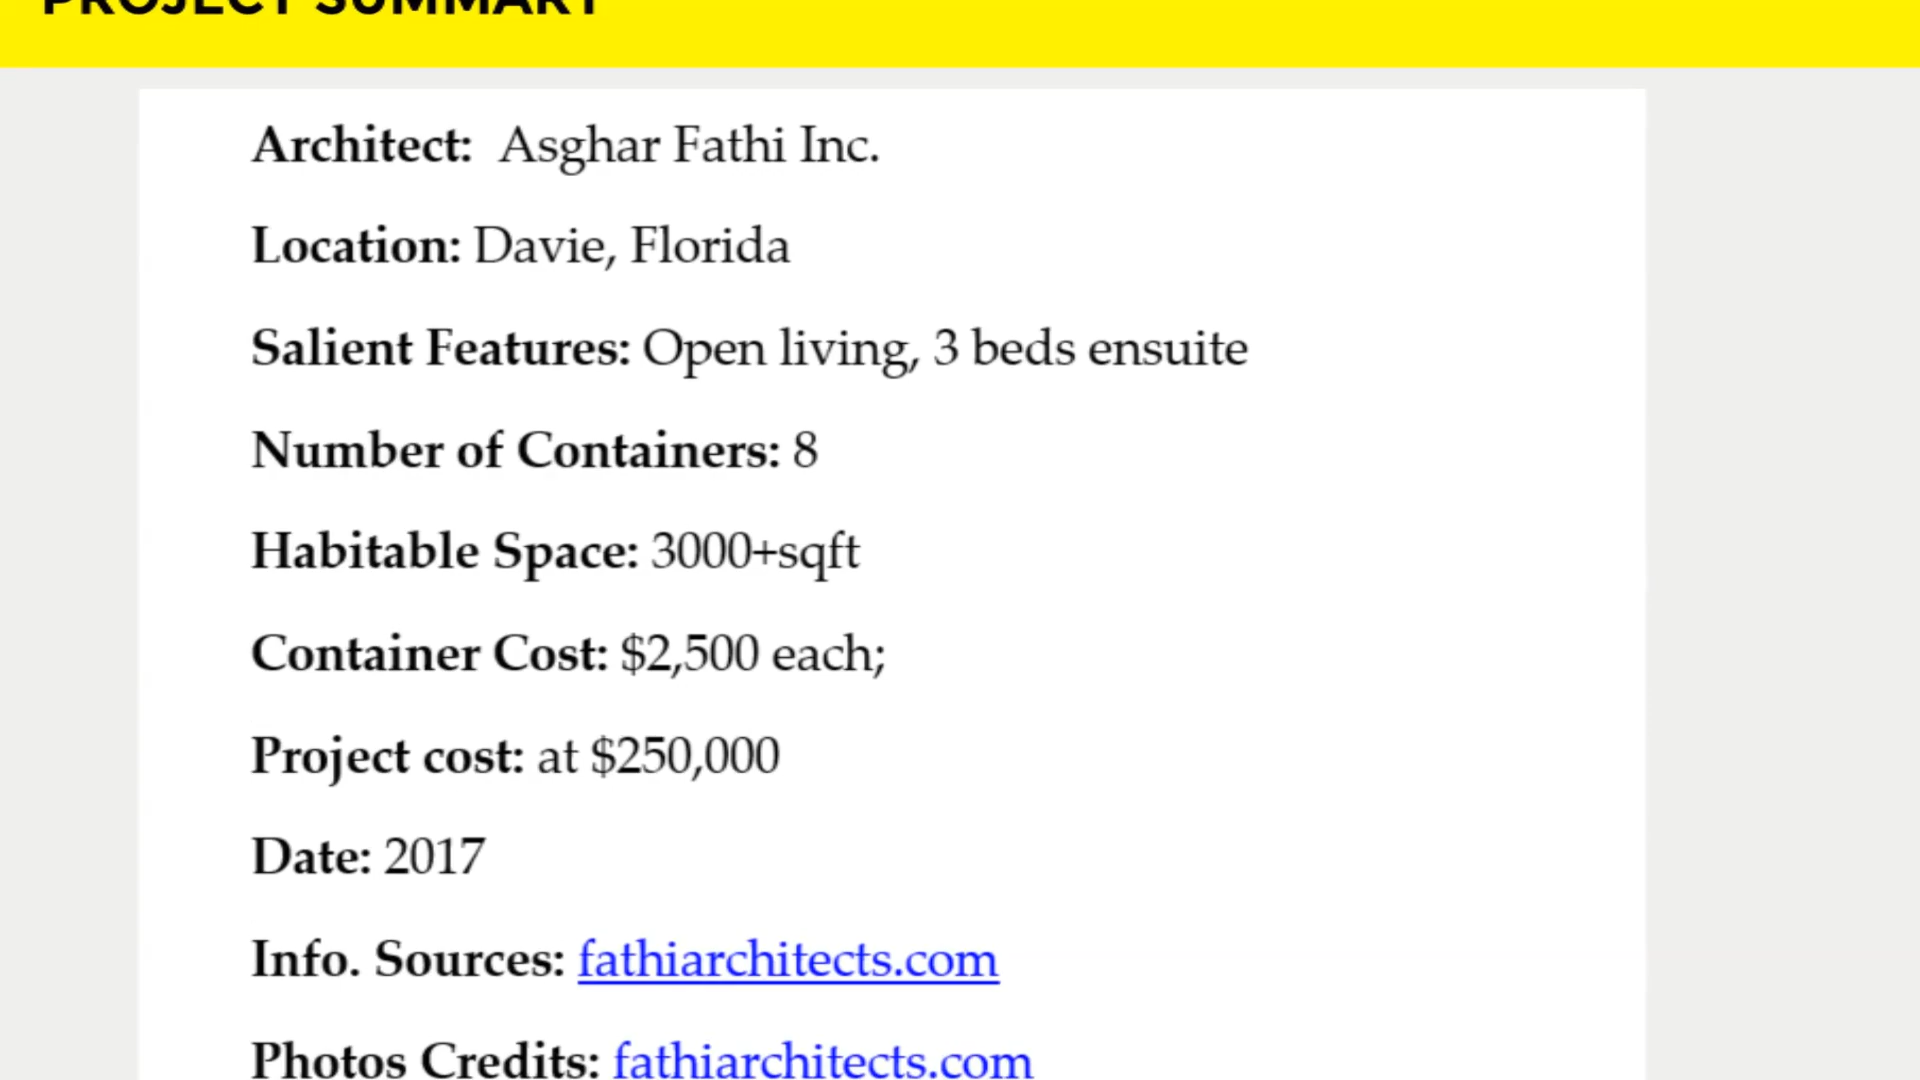 PROJECT SUMMARY
Architect: Asghar Fathi Inc.
Location: Davie, Florida
Salient Features: Open living, 3 beds ensuite
Number of Containers: 8
Habitable Space: 3000+sqft
Container Cost: $2,500 each;
Project cost: at $250,000
Date: 2017
Info. Sources: fathiarchitects.com
Photos Credits: fathiarchitects.com